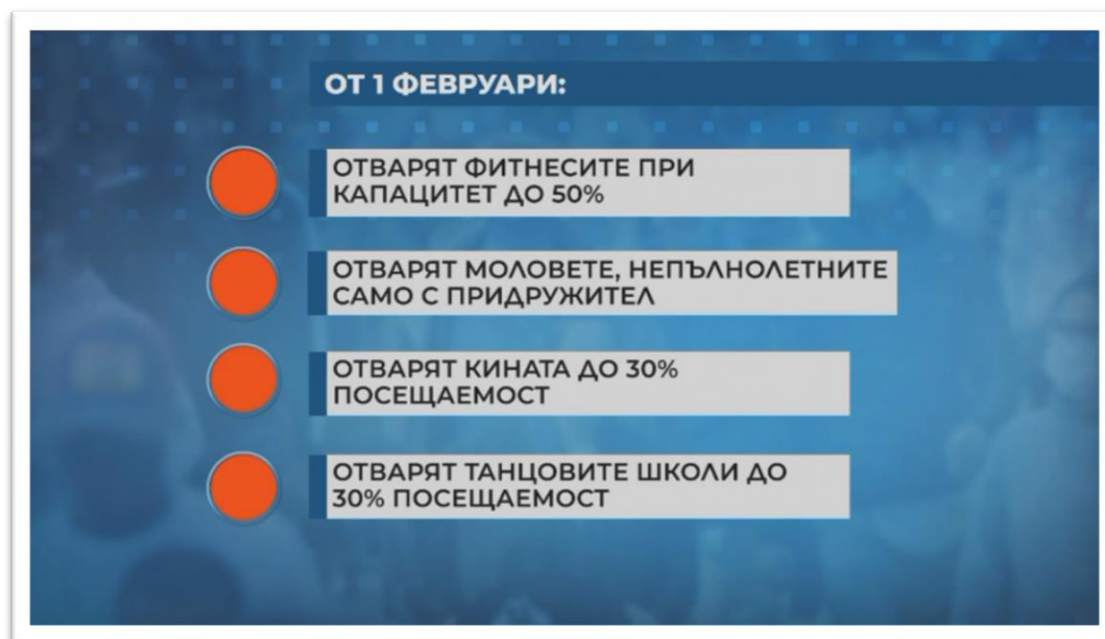 ОТ 1 ФЕВРУАРИ:
ОТВАРЯТ ФИТНЕСИТЕ ПРИ
КАПАЦИТЕТ ДО 50%
ОТВАРЯТ МОЛОВЕТЕ, НЕПЪЛНОЛЕТНИТЕ
САМО С ПРИДРУЖИТЕЛ
ОТВАРЯТ КИНАТА ДО 30%
ПОСЕЩАЕМОСТ
ОТВАРЯТ ТАНЦОВИТЕ ШКОЛИ ДО
30% ПОСЕЩАЕМОСТ